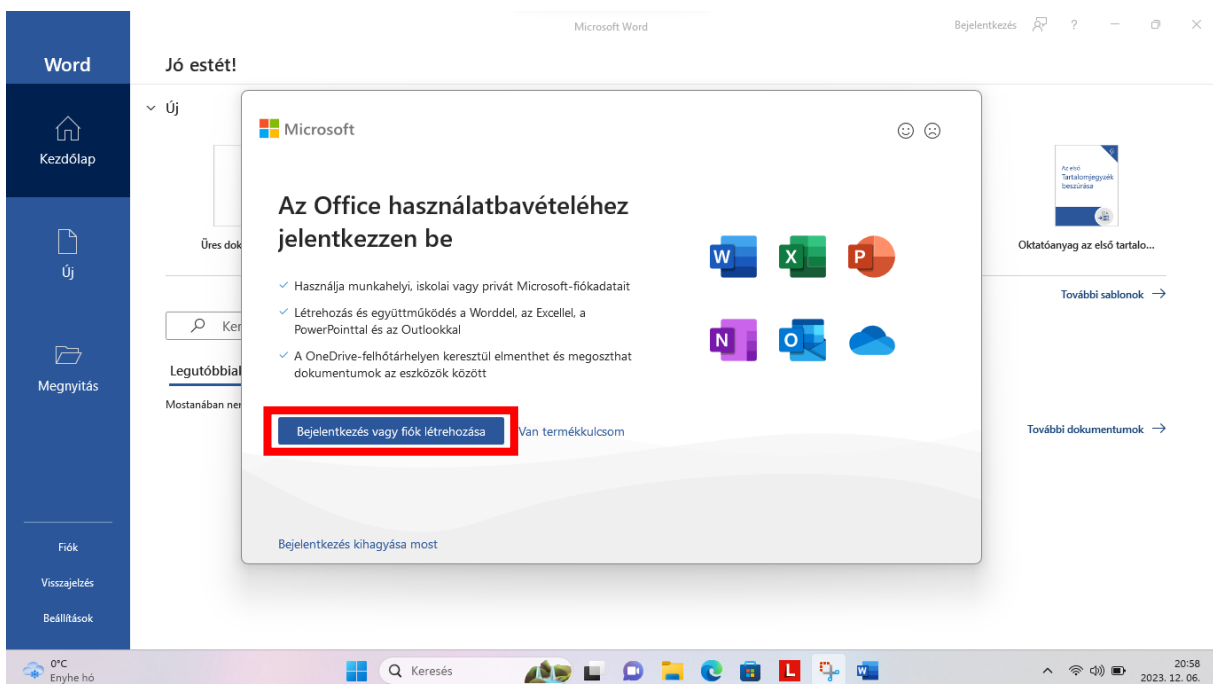 Microsoft Word
Bejelentkezés
?
Word
Jó estét!
Kezdőlap
Új
Megnyitás
Fiók
Visszajelzés
Beállítások
Új
Üres dok
Az első
Tartalomjegyzék
beszúrása
Oktatóanyag az első tartalo...
További sablonok
Ker
Legutóbbiak
Mostanában ner
További dokumentumok
Microsoft
Az Office használatbavételéhez
jelentkezzen be
Használja munkahelyi, iskolai vagy privát Microsoft-fiókadatait
Létrehozás és együttműködés a Worddel, az Excellel, a
PowerPointtal és az Outlookkal
A OneDrive-felhőtárhelyen keresztül elmenthet és megoszthat
dokumentumok az eszközök között
W X P
N O
Bejelentkezés vagy fiók létrehozása
Van termékkulcsom
Bejelentkezés kihagyása most
0°C
Enyhe hó
Keresés
L
W
20:58
2023. 12. 06.